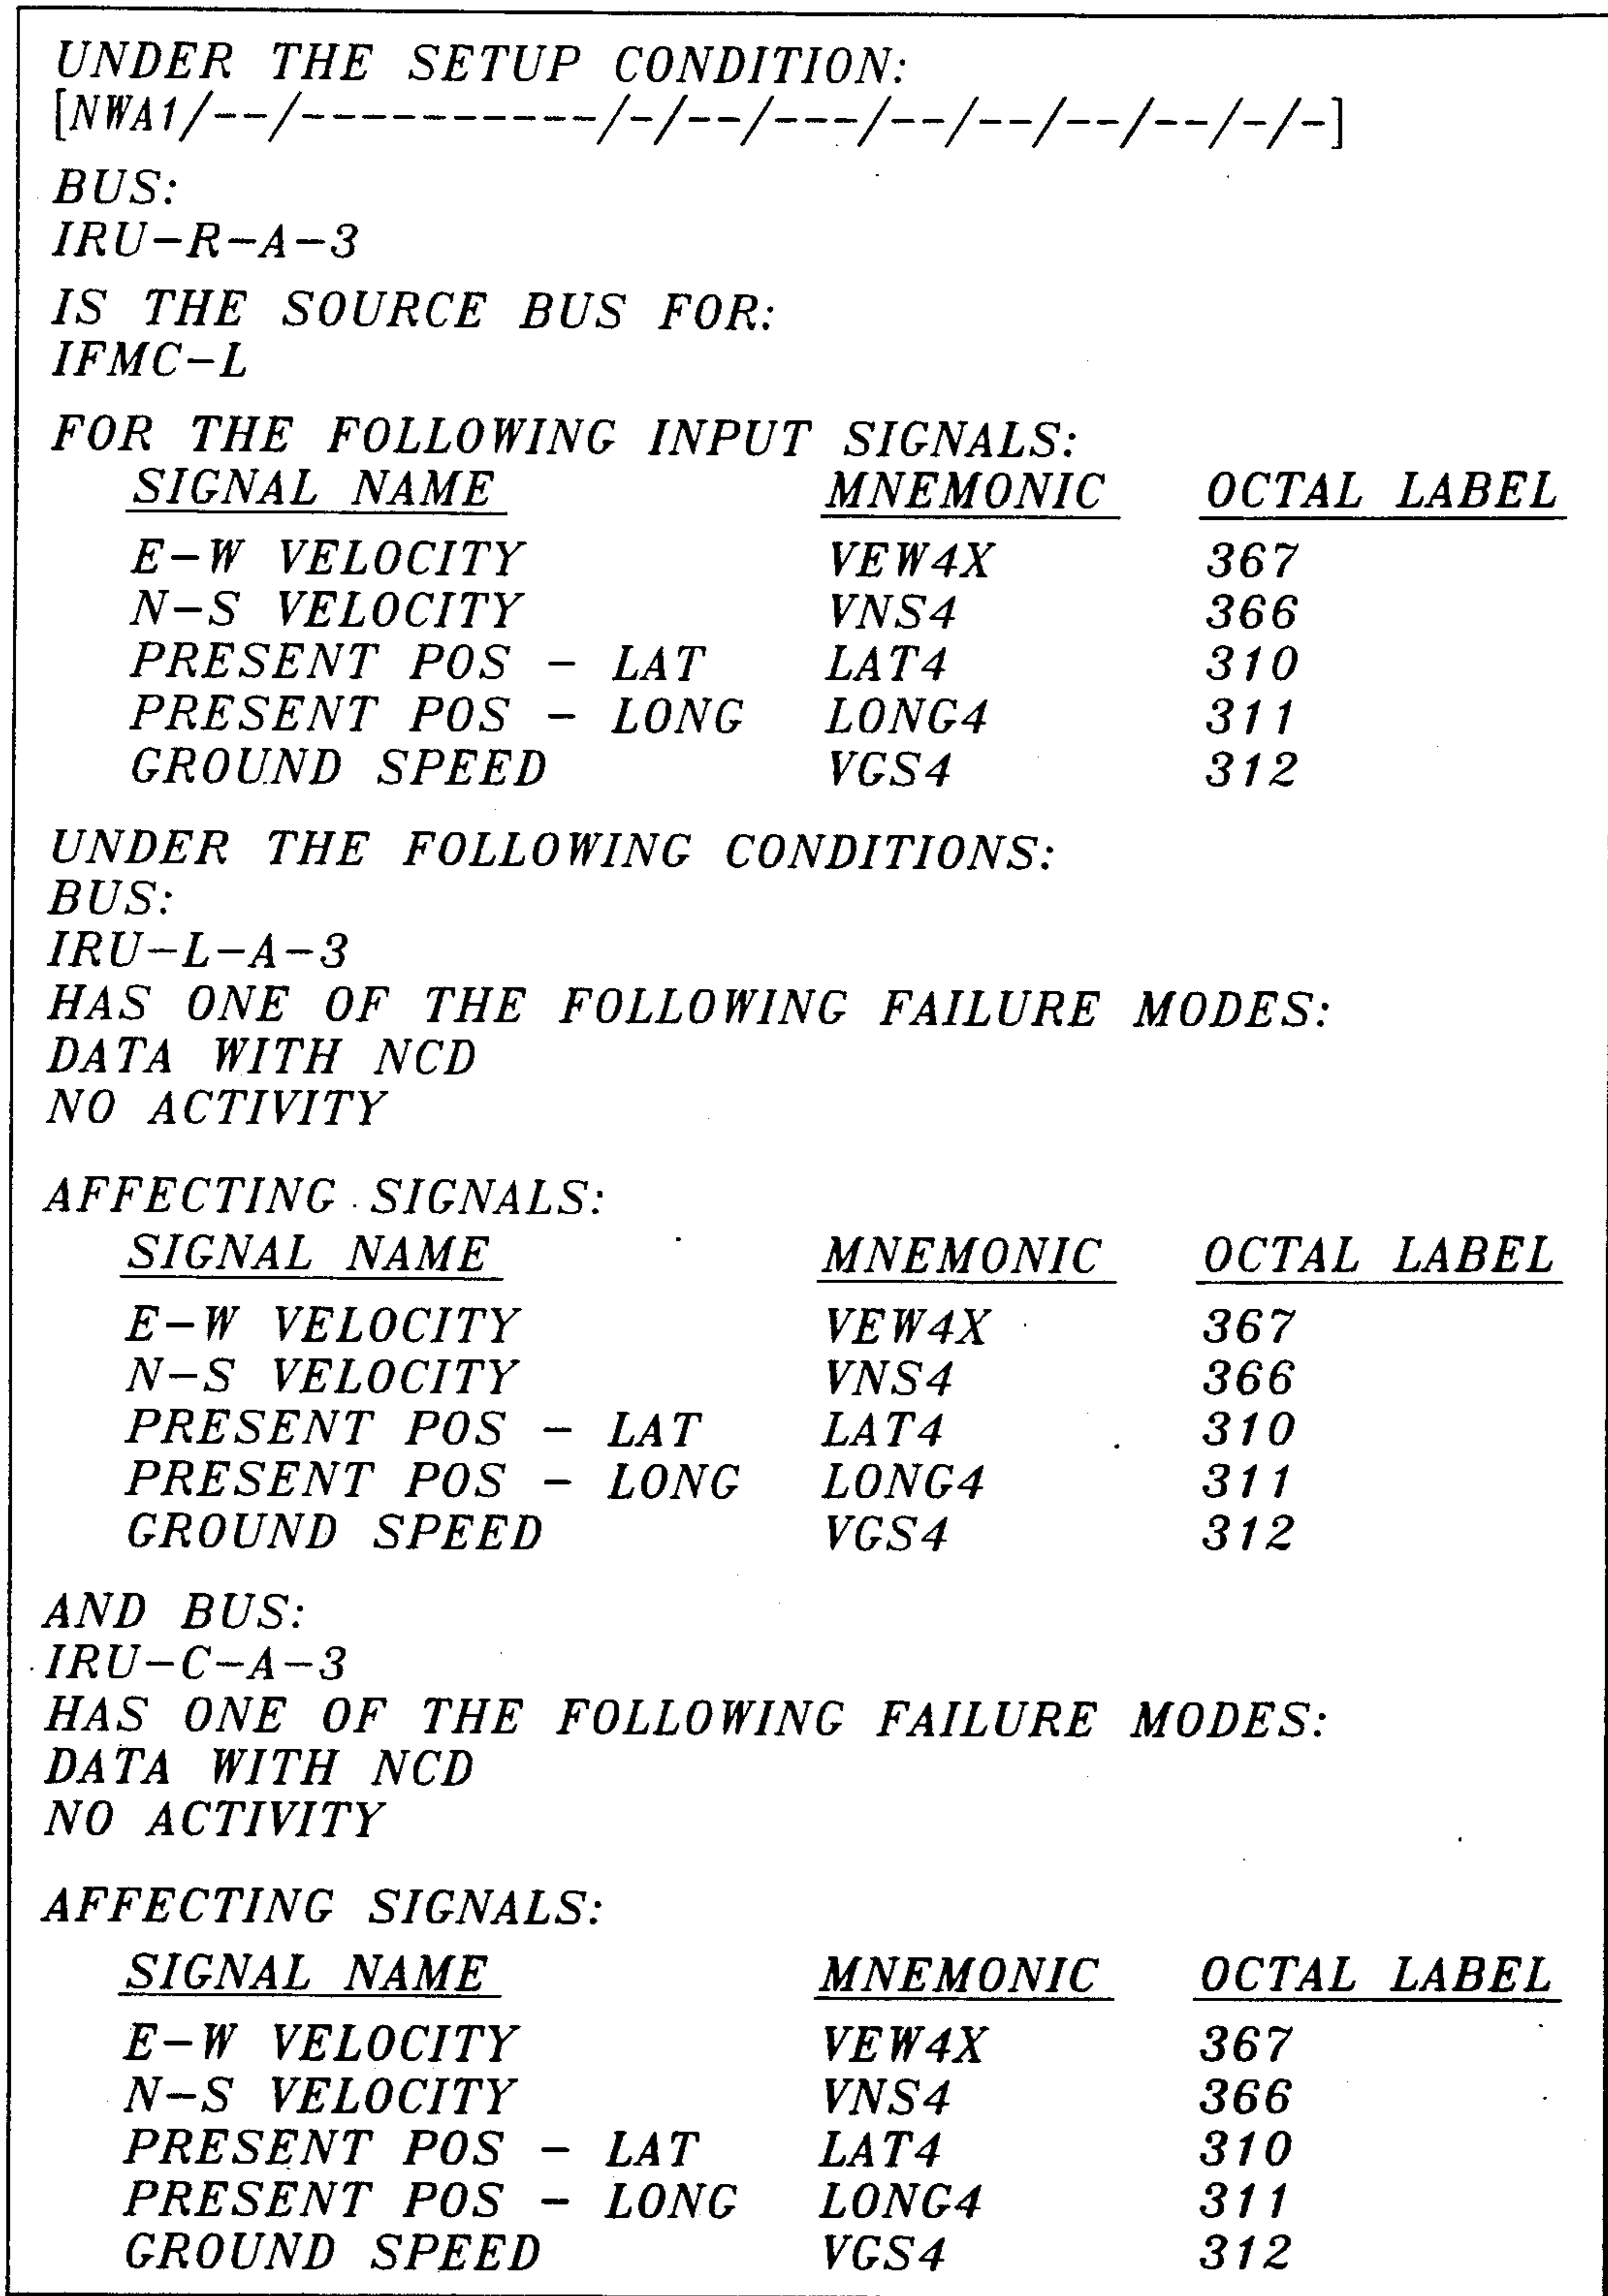 UNDER THE SETUP CONDITION:
[NWA1/--/----------/-/--/---/--/--/--/--/-/-]
BUS:
IRU-R-A-3
IS THE SOURCE BUS FOR:
IFMC-L
FOR THE FOLLOWING INPUT SIGNALS:
SIGNAL NAME MNEMONIC OCTAL LABEL
E-W VELOCITY VEW4X 367
N-S VELOCITY VNS4 366
PRESENT POS - LAT LAT4 310
PRESENT POS - LONG LONG4 311
GROUND SPEED VGS4 312
UNDER THE FOLLOWING CONDITIONS:
BUS:
IRU-L-A-3
HAS ONE OF THE FOLLOWING FAILURE MODES:
DATA WITH NCD
NO ACTIVITY
AFFECTING SIGNALS:
SIGNAL NAME MNEMONIC OCTAL LABEL
E-W VELOCITY VEW4X 367
N-S VELOCITY VNS4 366
PRESENT POS - LAT LAT4 310
PRESENT POS - LONG LONG4 311
GROUND SPEED VGS4 312
AND BUS:
IRU-C-A-3
HAS ONE OF THE FOLLOWING FAILURE MODES:
DATA WITH NCD
NO ACTIVITY
AFFECTING SIGNALS:
SIGNAL NAME MNEMONIC OCTAL LABEL
E-W VELOCITY VEW4X 367
N-S VELOCITY VNS4 366
PRESENT POS - LAT LAT4 310
PRESENT POS - LONG LONG4 311
GROUND SPEED VGS4 312